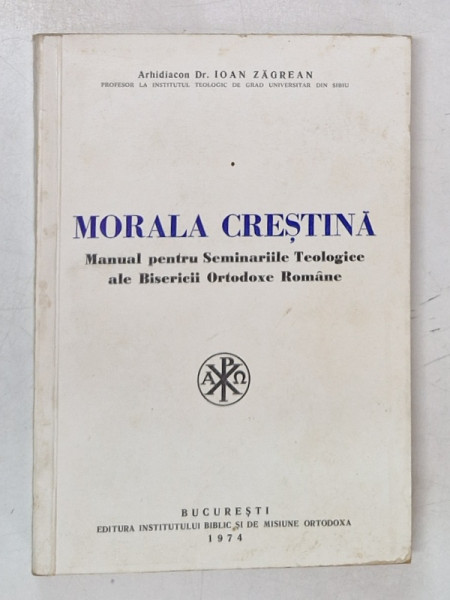 Arhidiacon Dr. IOAN ZĂGREAN
PROFESOR LA INSTITUTUL TEOLOGIC DE GRAD UNIVERSITAR DIN SIBIU
MORALA CREȘTINĂ
Manual pentru Seminariile Teologice
ale Bisericii Ortodoxe Române
Α Ω
BUCUREȘTI
EDITURA INSTITUTULUI BIBLIC ȘI DE MISIUNE ORTODOXA
1974